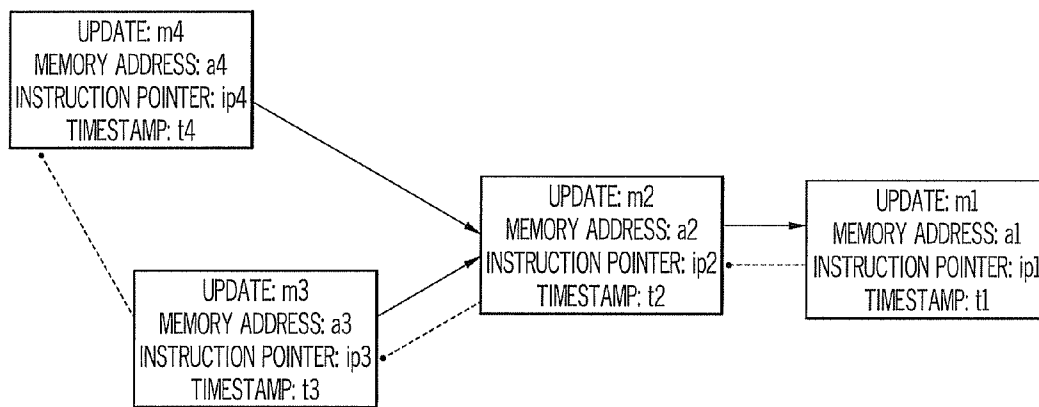 UPDATE: m4
MEMORY ADDRESS: a4
INSTRUCTION POINTER: ip4
TIMESTAMP: t4
UPDATE: m2
MEMORY ADDRESS: a2
INSTRUCTION POINTER: ip2
TIMESTAMP: t2
UPDATE: m1
MEMORY ADDRESS: a1
INSTRUCTION POINTER: ip1
TIMESTAMP: t1
UPDATE: m3
MEMORY ADDRESS: a3
INSTRUCTION POINTER: ip3
TIMESTAMP: t3